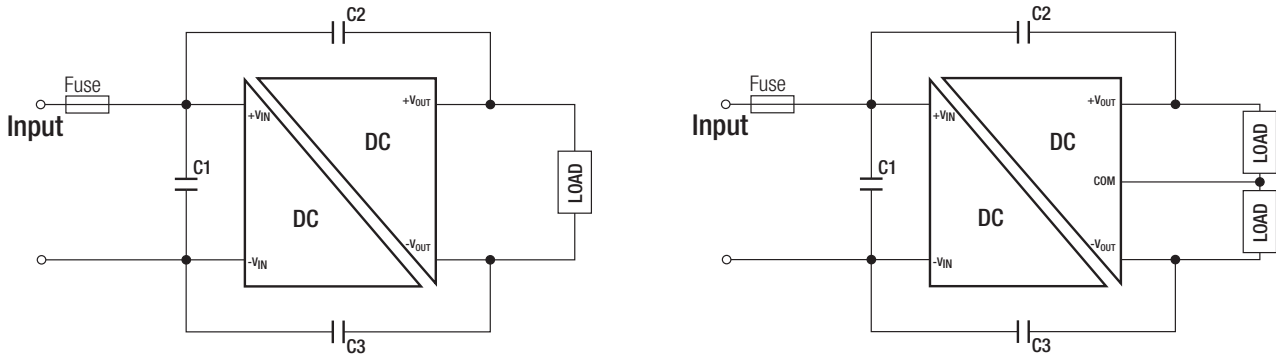 C2
Fuse
+VOUT
+VIN
Input
DC
C1
LOAD
DC
-VOUT
-VIN
C3
C2
Fuse
+VOUT
+VIN
Input
DC
LOAD
C1
COM
DC
LOAD
-VOUT
-VIN
C3